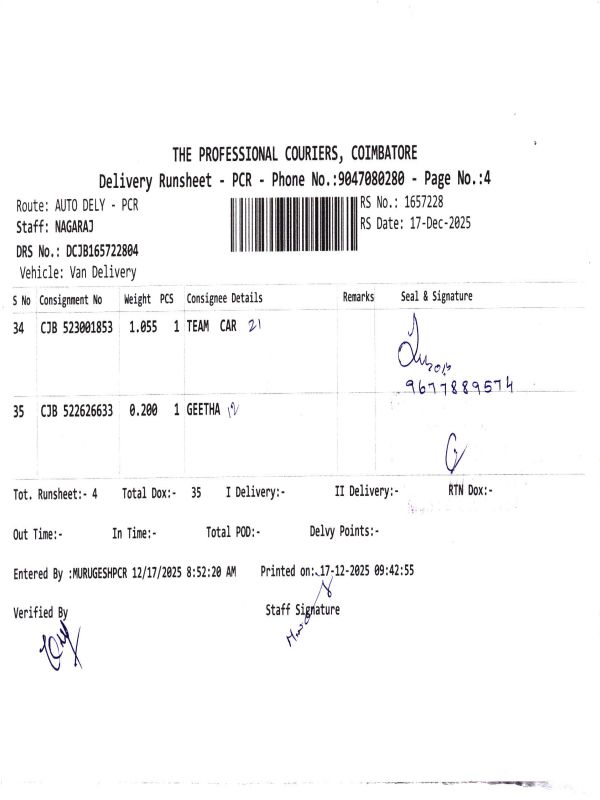 THE PROFESSIONAL COURIERS, COIMBATORE
Delivery Runsheet - PCR - Phone No.:9047080280 - Page No.:4
Route: AUTO DELY - PCR RS No.: 1657228
Staff: NAGARAJ RS Date: 17-Dec-2025
DRS No.: DCJB165722804
Vehicle: Van Delivery
S No Consignment No Weight PCS Consignee Details Remarks Seal & Signature
34 CJB 523001853 1.055 1 TEAM CAR 21
9677889574
35 CJB 522626633 0.200 1 GEETHA 12
Tot. Runsheet:- 4 Total Dox:- 35 I Delivery:- II Delivery:- RTN Dox:-
Out Time:- In Time:- Total POD:- Delvy Points:-
Entered By :MURUGESHPCR 12/17/2025 8:52:20 AM Printed on:.17-12-2025 09:42:55
Verified By Staff Signature